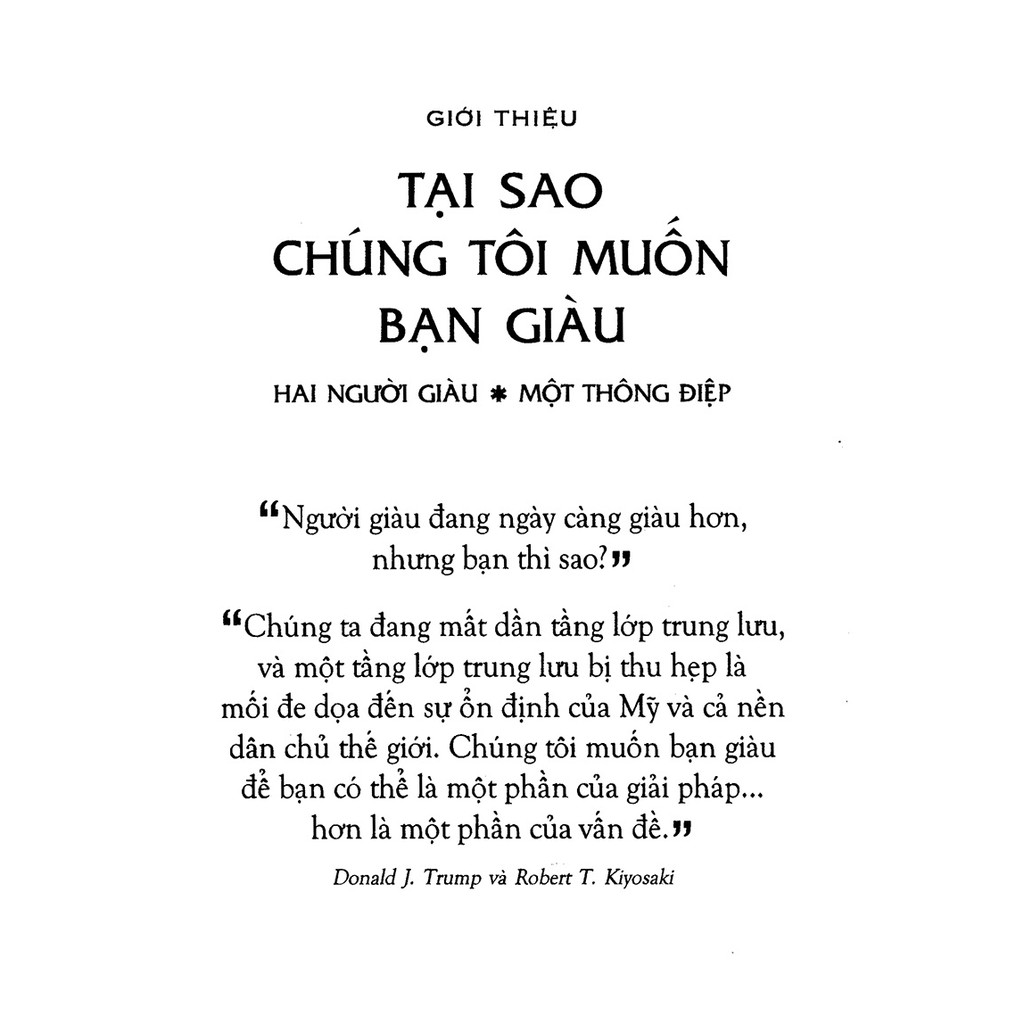 GIỚI THIỆU
TẠI SAO
CHÚNG TÔI MUỐN
BẠN GIÀU
HAI NGƯỜI GIÀU ✱ MỘT THÔNG ĐIỆP
“Người giàu đang ngày càng giàu hơn,
nhưng bạn thì sao?”
“Chúng ta đang mất dần tầng lớp trung lưu,
và một tầng lớp trung lưu bị thu hẹp là
mối đe dọa đến sự ổn định của Mỹ và cả nền
dân chủ thế giới. Chúng tôi muốn bạn giàu
để bạn có thể là một phần của giải pháp...
hơn là một phần của vấn đề.”
Donald J. Trump và Robert T. Kiyosaki